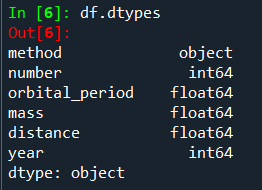 In [6]: df.dtypes
Out[6]:
method object
number int64
orbital_period float64
mass float64
distance float64
year int64
dtype: object